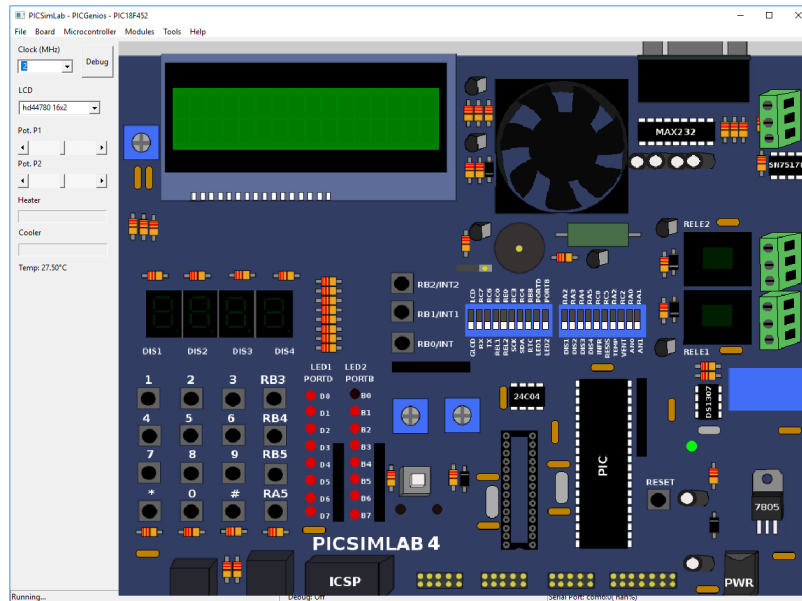 PICSimLab - PICGenios - PIC18F452
File Board Microcontroller Modules Tools Help
Clock (MHz)
2
Debug
LCD
hd44780 16x2
Pot. P1
Pot. P2
Heater
Cooler
Temp: 27.50°C
MAX232
RELE2
RELE1
RB2/INT2
RB1/INT1
RB0/INT
DIS1 DIS2 DIS3 DIS4
LED1 LED2
PORTD PORTB
D0 B0
D1 B1
D2 B2
D3 B3
D4 B4
D5 B5
D6 B6
D7 B7
1 2 3 RB3
4 5 6 RB4
7 8 9 RB5
* 0 # RA5
24C04
DS1307
PIC
RESET
7805
PICSIMLAB 4
ICSP
PWR
Running...
Debug: Off